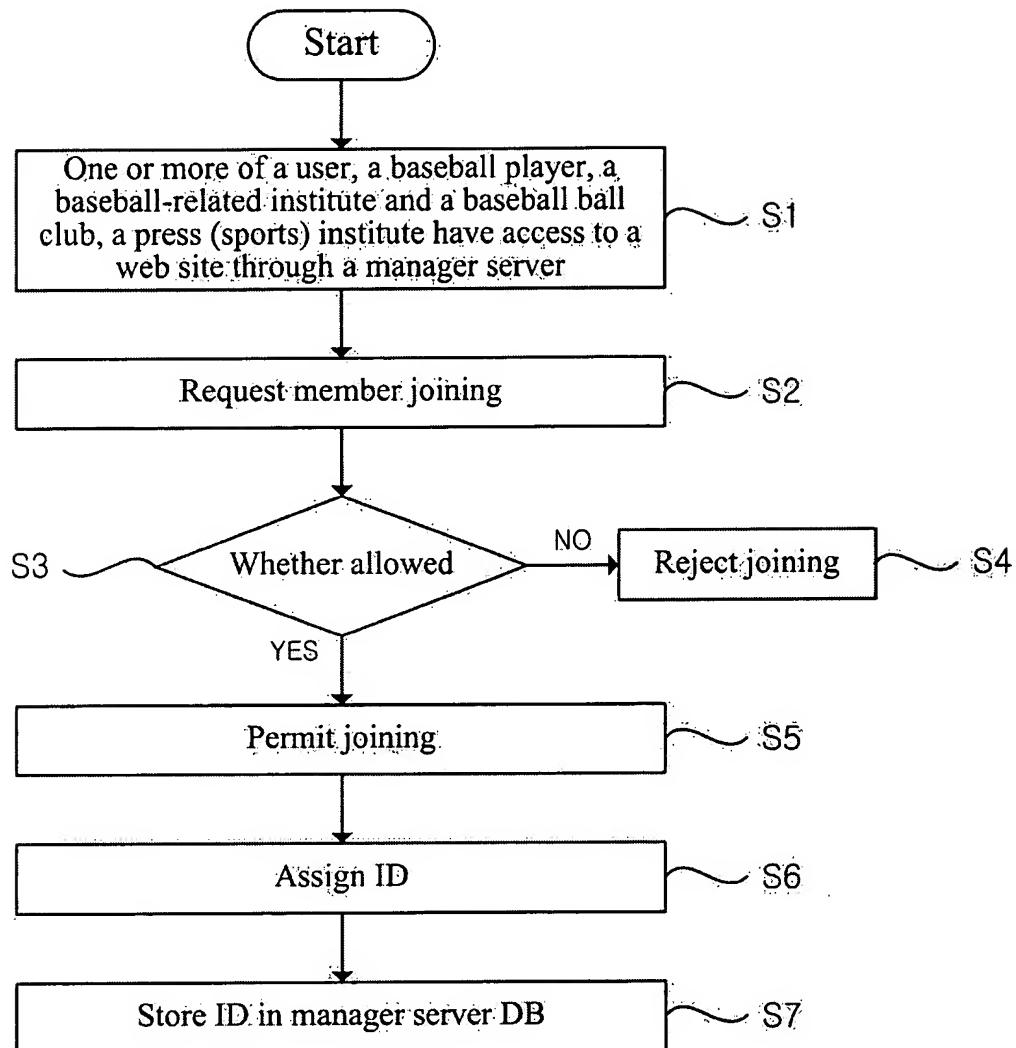 Start
One or more of a user, a baseball player, a
baseball-related institute and a baseball ball
club, a press (sports) institute have access to a
web site through a manager server
S1
Request member joining
S2
S3
Whether allowed
NO
Reject joining
S4
YES
Permit joining
S5
Assign ID
S6
Store ID in manager server DB
S7